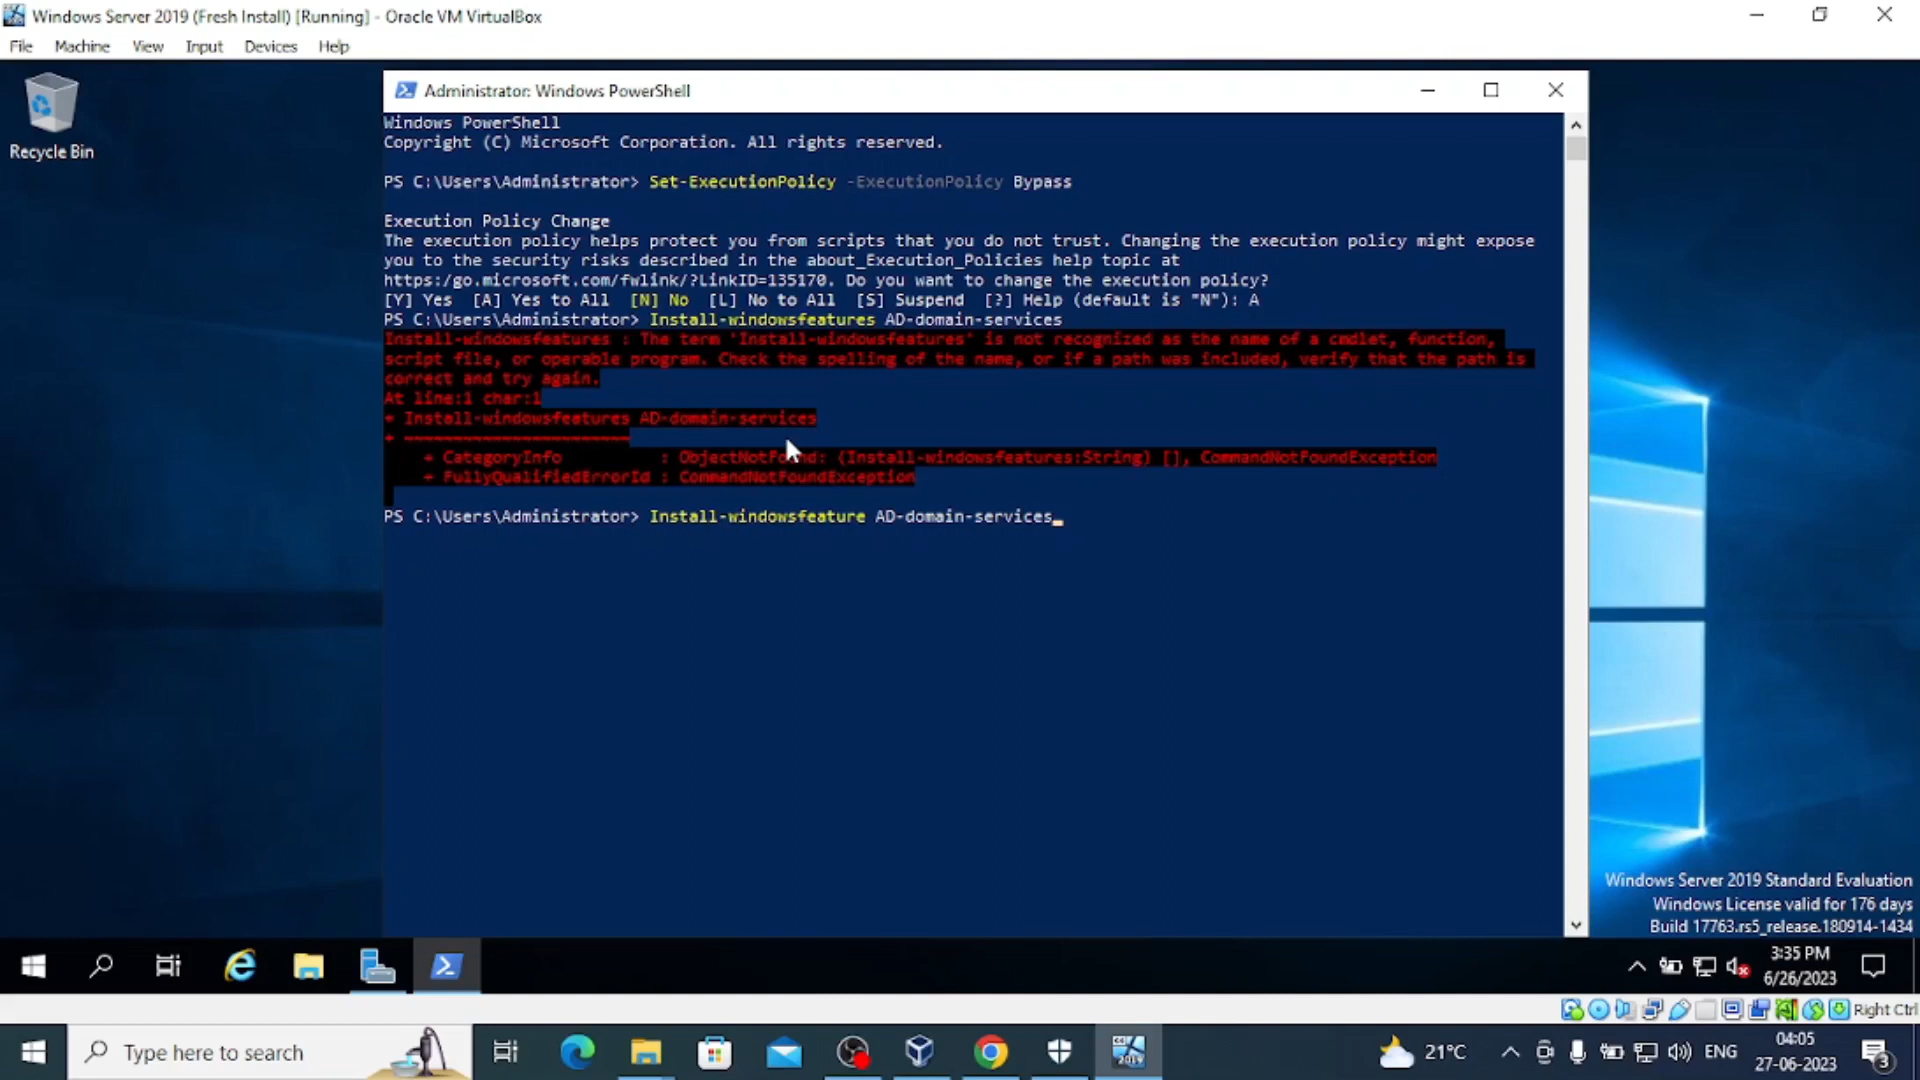 Windows Server 2019 (Fresh Install) [Running] - Oracle VM VirtualBox
File Machine View Input Devices Help
Recycle Bin
Administrator: Windows PowerShell
Windows PowerShell
Copyright (C) Microsoft Corporation. All rights reserved.
PS C:\Users\Administrator> Set-ExecutionPolicy -ExecutionPolicy Bypass
Execution Policy Change
The execution policy helps protect you from scripts that you do not trust. Changing the execution policy might expose
you to the security risks described in the about_Execution_Policies help topic at
https:/go.microsoft.com/fwlink/?LinkID=135170. Do you want to change the execution policy?
[Y] Yes [A] Yes to All [N] No [L] No to All [S] Suspend [?] Help (default is "N"): A
PS C:\Users\Administrator> Install-windowsfeatures AD-domain-services
Install-windowsfeatures : The term 'Install-windowsfeatures' is not recognized as the name of a cmdlet, function,
script file, or operable program. Check the spelling of the name, or if a path was included, verify that the path is
correct and try again.
At line:1 char:1
+ Install-windowsfeatures AD-domain-services
+ ~~~~~~~~~~~~~~~~~~~~~~~
+ CategoryInfo : ObjectNotFound: (Install-windowsfeatures:String) [], CommandNotFoundException
+ FullyQualifiedErrorId : CommandNotFoundException
PS C:\Users\Administrator> Install-windowsfeature AD-domain-services_
Windows Server 2019 Standard Evaluation
Windows License valid for 176 days
Build 17763.rs5_release.180914-1434
3:35 PM
6/26/2023
Right Ctrl
Type here to search
2019
21°C
ENG
04:05
27-06-2023
3